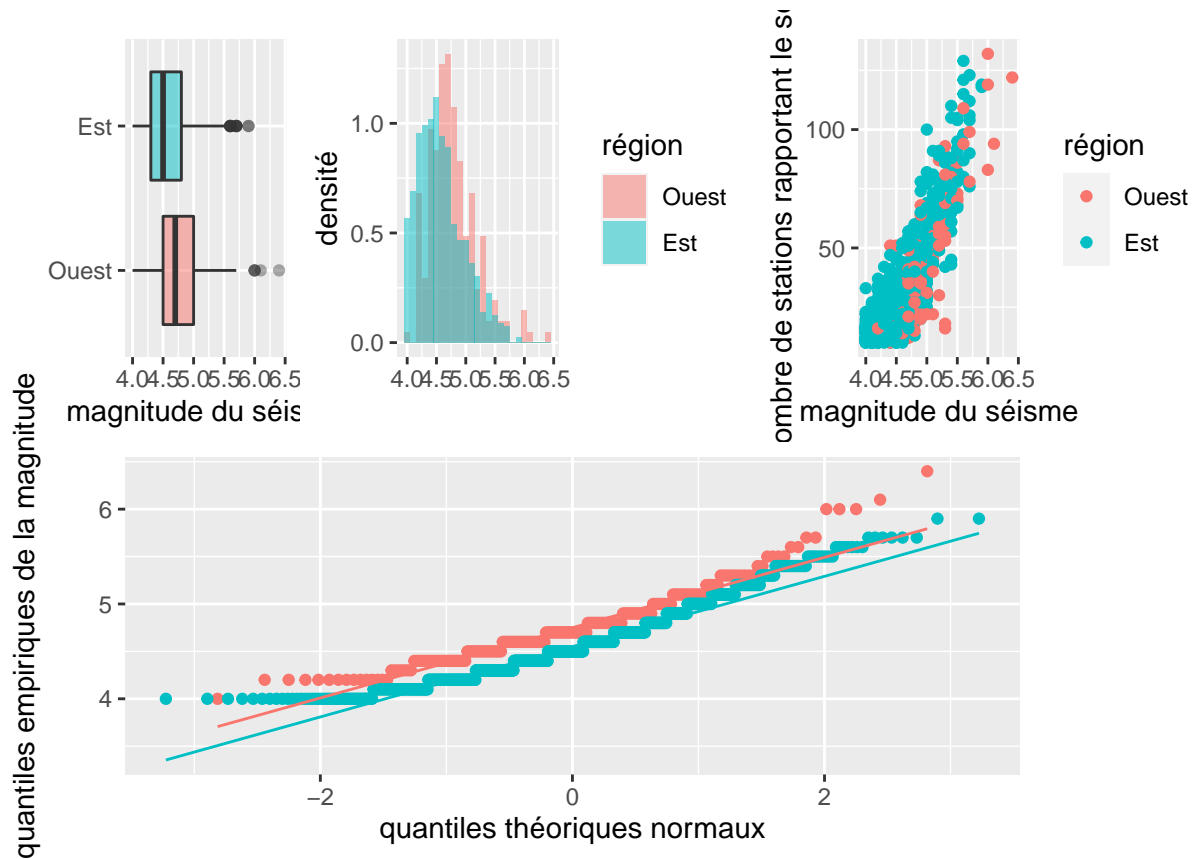 Est
Ouest
4.04.55.05.56.06.5
magnitude du séis
densité
1.0
0.5
0.0
4.04.55.05.56.06.5
région
Ouest
Est
ombre de stations rapportant le s
100
50
4.04.55.05.56.06.5
magnitude du séisme
région
Ouest
Est
quantiles empiriques de la magnitude
6
5
4
−2 0 2
quantiles théoriques normaux